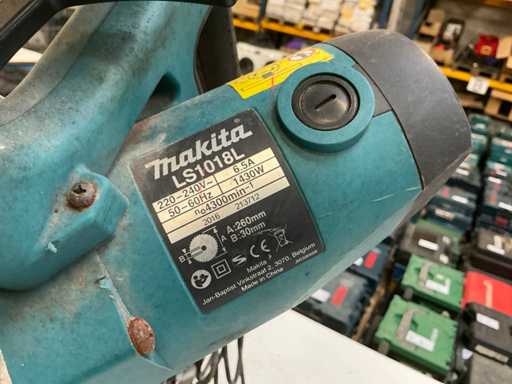 makita
LS1018L
220-240V~ 6.5A
50-60Hz 1430W
n₀4300min-1
2016 213712
A:260mm
B:30mm
A
B
Makita
Jan-Baptist Vinkstraat 2, 3070, Belgium
Made in China